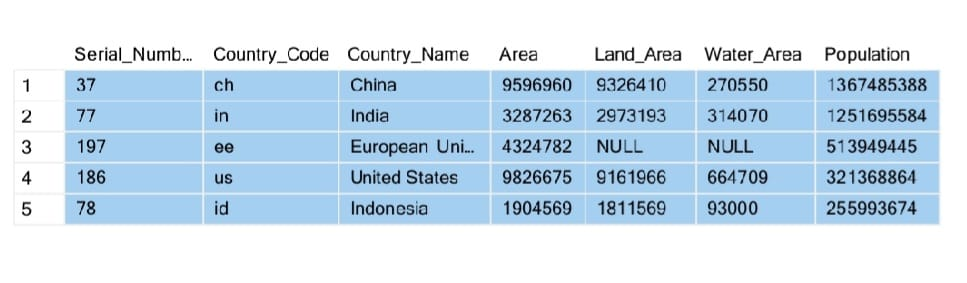 Serial_Numb... Country_Code Country_Name Area Land_Area Water_Area Population
1 37 ch China 9596960 9326410 270550 1367485388
2 77 in India 3287263 2973193 314070 1251695584
3 197 ee European Uni... 4324782 NULL NULL 513949445
4 186 us United States 9826675 9161966 664709 321368864
5 78 id Indonesia 1904569 1811569 93000 255993674